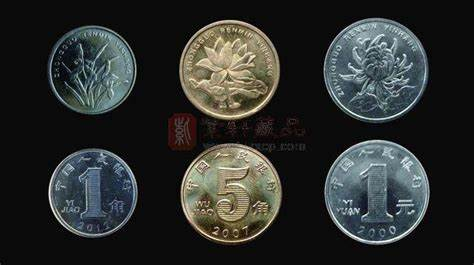 ZHONGGUO RENMIN YINHANG
ZHONGGUO RENMIN YINHANG
ZHONGGUO RENMIN YINHANG
藏品
中国人民银行
YI
JIAO
1角
中国人民银行
WU
JIAO
5角
2007
中国人民银行
YI
YUAN
1元
2000